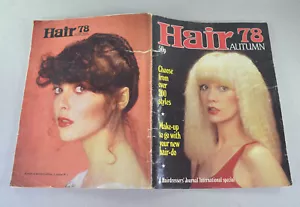 Hair 78
Hair 78
50p
AUTUMN
Choose
from
over
200
styles
Make-up
to go with
your new
hair-do
A Hairdressers' Journal International special